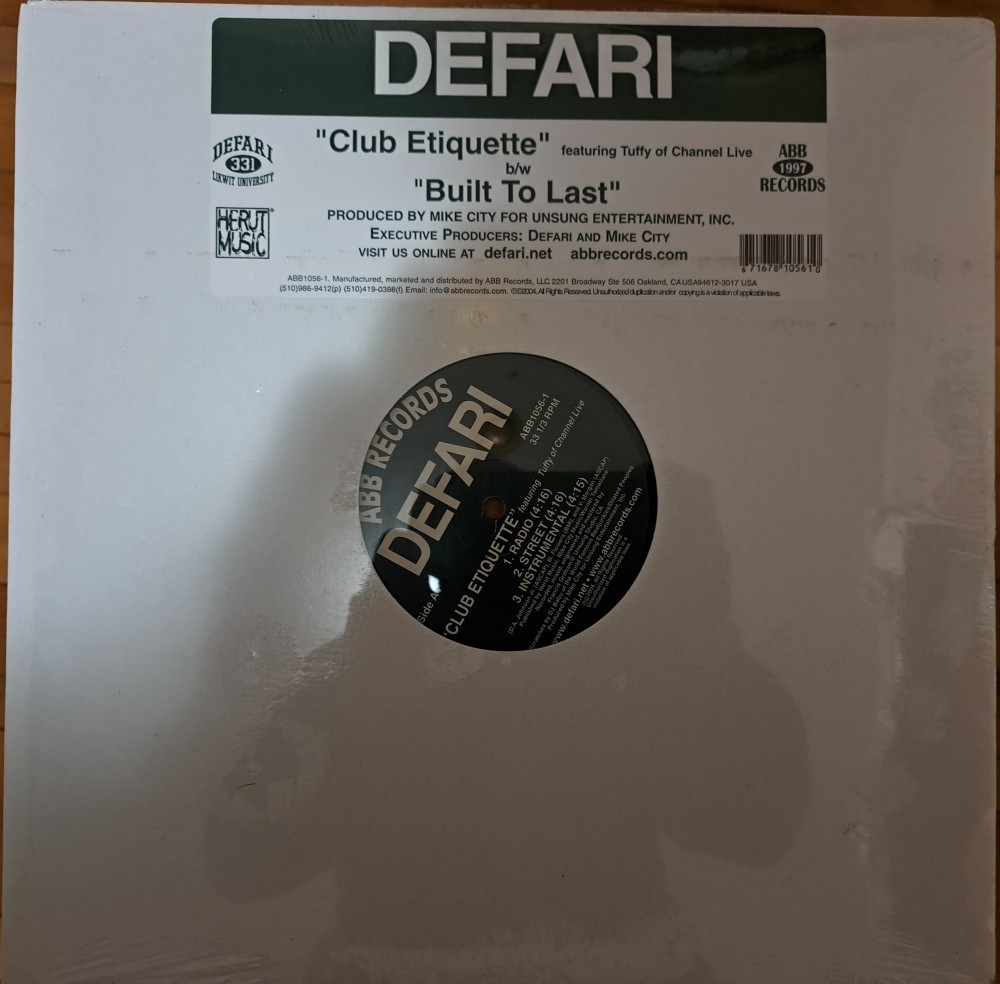 DEFARI
"Club Etiquette" featuring Tuffy of Channel Live
b/w
"Built To Last"
PRODUCED BY MIKE CITY FOR UNSUNG ENTERTAINMENT, INC.
EXECUTIVE PRODUCERS: DEFARI AND MIKE CITY
VISIT US ONLINE AT defari.net abbrecords.com
DEFARI
331
LIKWIT UNIVERSITY
HERUT
MUSIC
ABB
1997
RECORDS
6 71678 10561 0
ABB1056-1. Manufactured, marketed and distributed by ABB Records, LLC 2201 Broadway Ste 506 Oakland, CA USA 94612-3017 USA
(510)986-9412(p) (510)419-0398(f) Email: info@abbrecords.com. ©℗2004. All Rights Reserved. Unauthorized duplication and/or copying is a violation of applicable laws.
ABB RECORDS
DEFARI
ABB1056-1
33 1/3 RPM
Side A
"CLUB ETIQUETTE" featuring Tuffy of Channel Live
1. RADIO (4:16)
2. STREET (4:16)
3. INSTRUMENTAL (4:15)
www.defari.net • www.abbrecords.com